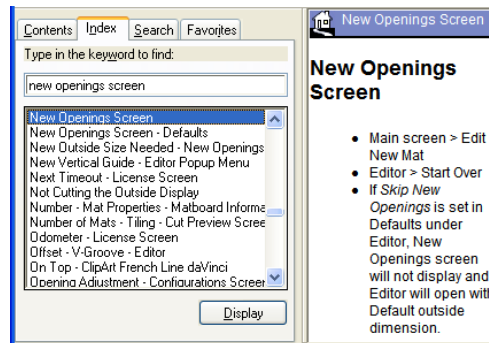 Contents Index Search Favorites
Type in the keyword to find:
new openings screen
New Openings Screen
New Openings Screen - Defaults
New Outside Size Needed - New Openings
New Vertical Guide - Editor Popup Menu
Next Timeout - License Screen
Not Cutting the Outside Display
Number - Mat Properties - Matboard Informa
Number of Mats - Tiling - Cut Preview Scree
Odometer - License Screen
Offset - V-Groove - Editor
On Top - ClipArt French Line daVinci
Opening Adjustment - Configurations Screen
Display
New Openings Screen
New Openings
Screen
• Main screen > Edit
New Mat
• Editor > Start Over
• If Skip New
Openings is set in
Defaults under
Editor, New
Openings screen
will not display and
Editor will open with
Default outside
dimension.